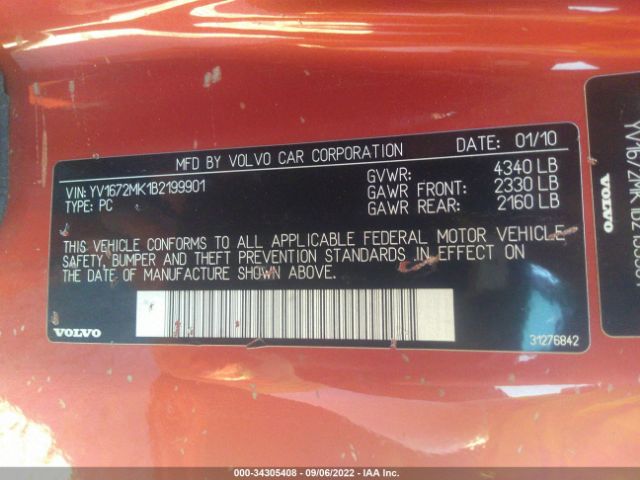 MFD BY VOLVO CAR CORPORATION DATE: 01/10
VIN: YV1672MK1B2199901
TYPE: PC
GVWR: 4340 LB
GAWR FRONT: 2330 LB
GAWR REAR: 2160 LB
THIS VEHICLE CONFORMS TO ALL APPLICABLE FEDERAL MOTOR VEHICLE
SAFETY, BUMPER AND THEFT PREVENTION STANDARDS IN EFFECT ON
THE DATE OF MANUFACTURE SHOWN ABOVE.
VOLVO
31276842
VOLVO
000-34305408 - 09/06/2022 - IAA Inc.